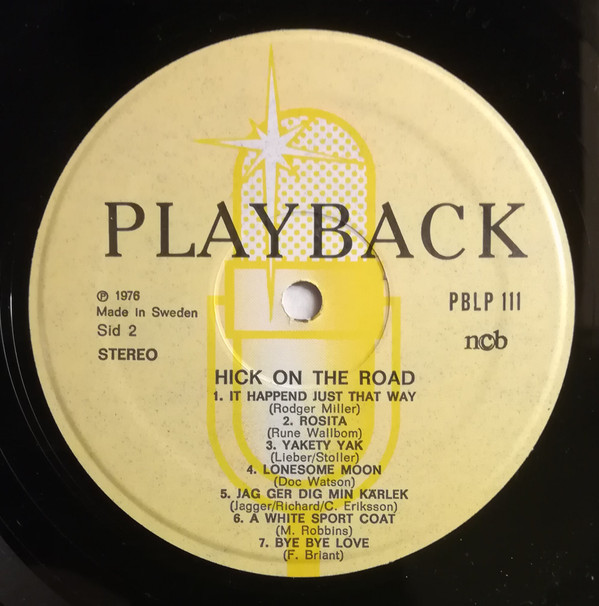 PLAYBACK
℗ 1976
Made in Sweden
Sid 2
STEREO
PBLP 111
ncb
HICK ON THE ROAD
1. IT HAPPEND JUST THAT WAY
(Rodger Miller)
2. ROSITA
(Rune Wallbom)
3. YAKETY YAK
(Lieber/Stoller)
4. LONESOME MOON
(Doc Watson)
5. JAG GER DIG MIN KÄRLEK
(Jagger/Richard/C. Eriksson)
6. A WHITE SPORT COAT
(M. Robbins)
7. BYE BYE LOVE
(F. Briant)